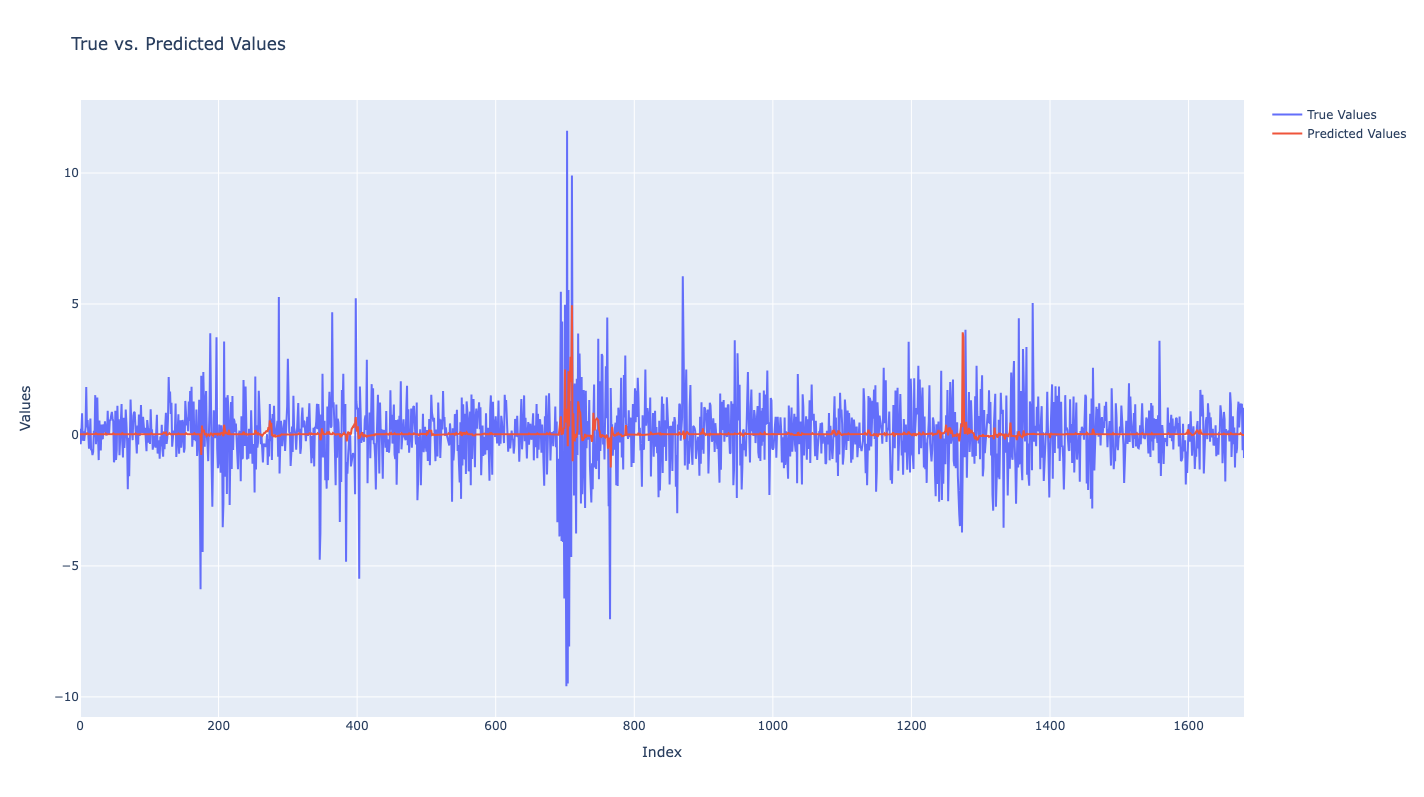 True vs. Predicted Values
True Values
Predicted Values
10
5
0
−5
−10
Values
0 200 400 600 800 1000 1200 1400 1600
Index